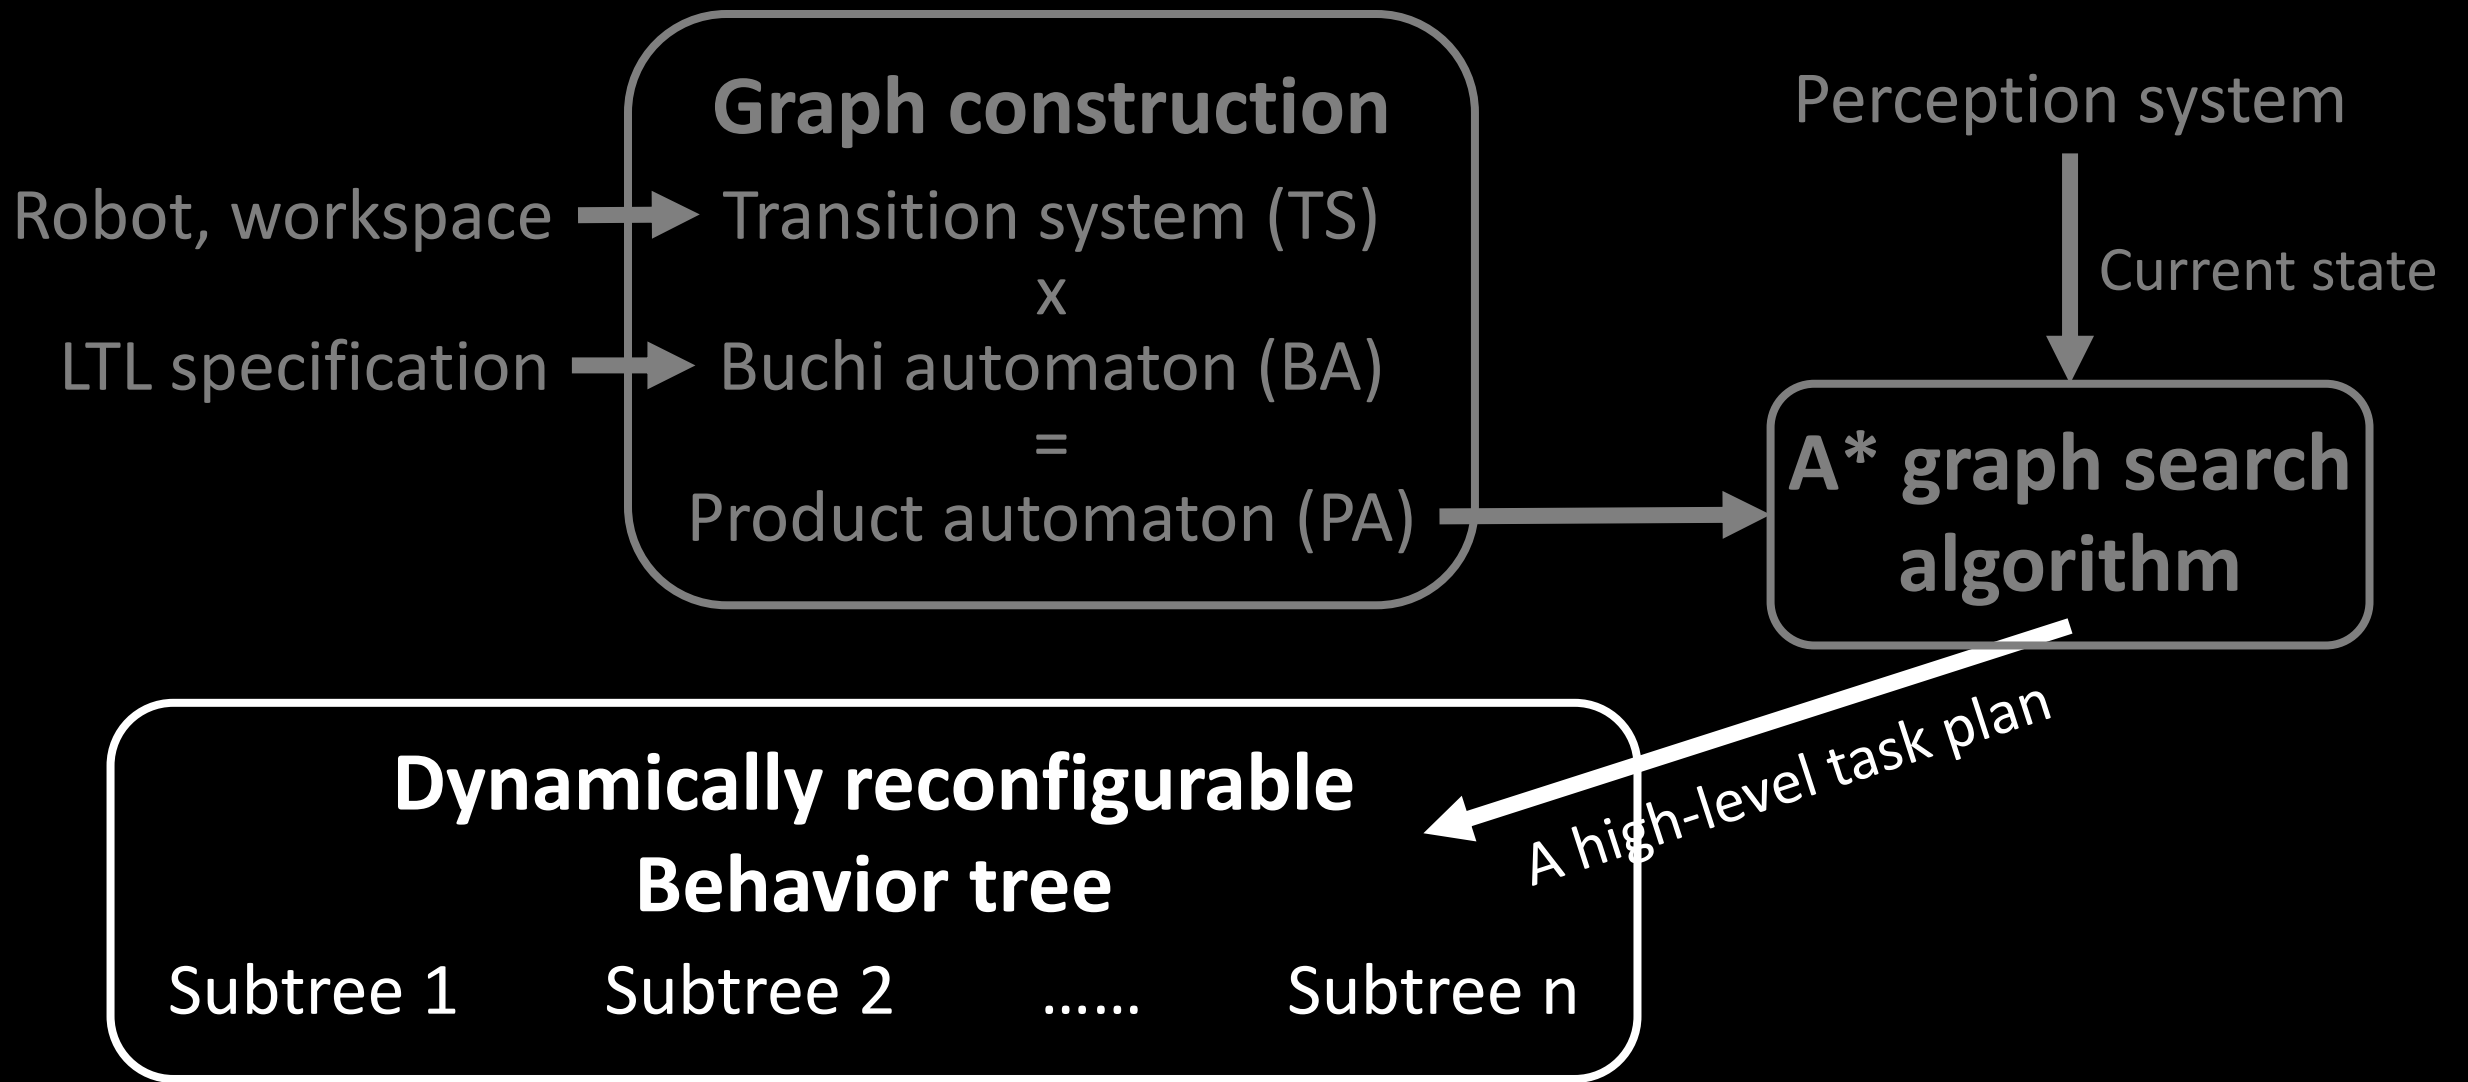 Graph construction
Perception system
Robot, workspace
Transition system (TS)
x
Current state
LTL specification
Buchi automaton (BA)
=
A* graph search
algorithm
Product automaton (PA)
A high-level task plan
Dynamically reconfigurable
Behavior tree
Subtree 1
Subtree 2
......
Subtree n